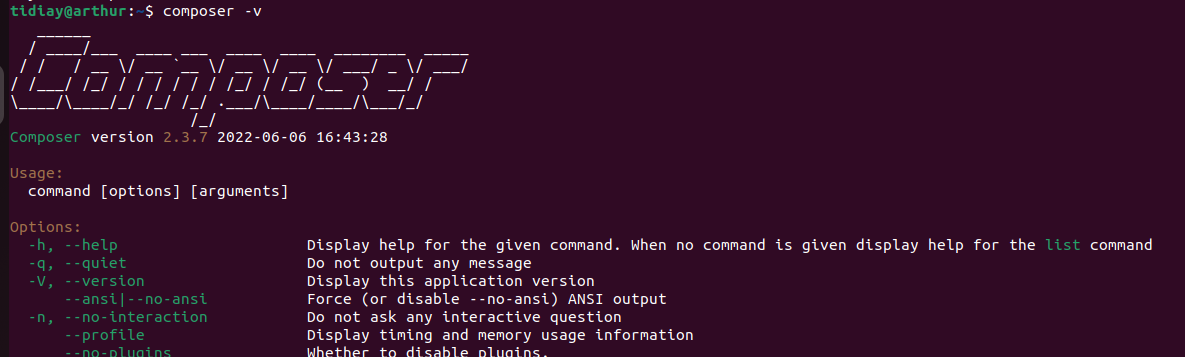 tidiay@arthur:~$ composer -v
Composer
Composer version 2.3.7 2022-06-06 16:43:28
Usage:
command [options] [arguments]
Options:
-h, --help Display help for the given command. When no command is given display help for the list command
-q, --quiet Do not output any message
-V, --version Display this application version
--ansi|--no-ansi Force (or disable --no-ansi) ANSI output
-n, --no-interaction Do not ask any interactive question
--profile Display timing and memory usage information
--no-plugins Whether to disable plugins.